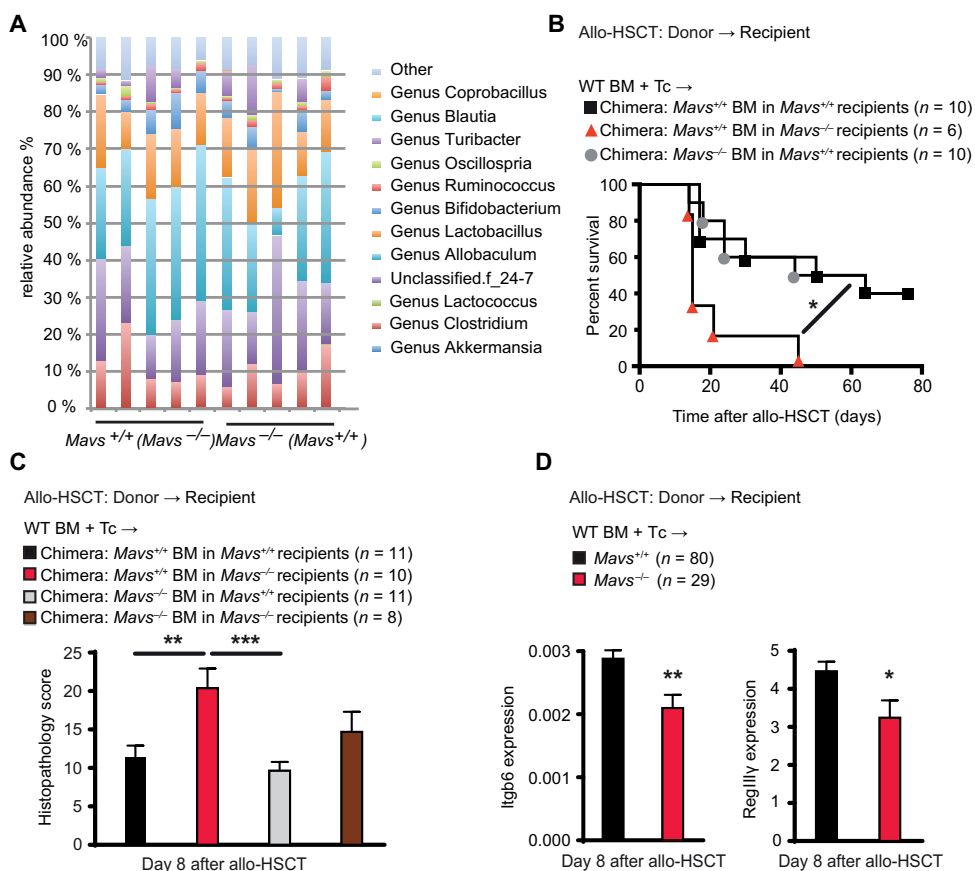 A
100 %
90 %
80 %
70 %
60 %
50 %
40 %
30 %
20 %
10 %
0 %
relative abundance %
Mavs +/+ (Mavs −/−) Mavs −/− (Mavs+/+ )
Other
Genus Coprobacillus
Genus Blautia
Genus Turibacter
Genus Oscillospria
Genus Ruminococcus
Genus Bifidobacterium
Genus Lactobacillus
Genus Allobaculum
Unclassified.f_24-7
Genus Lactococcus
Genus Clostridium
Genus Akkermansia
B
Allo-HSCT: Donor → Recipient
WT BM + Tc →
Chimera: Mavs+/+ BM in Mavs+/+ recipients (n = 10)
Chimera: Mavs+/+ BM in Mavs−/− recipients (n = 6)
Chimera: Mavs−/− BM in Mavs+/+ recipients (n = 10)
100
80
60
40
20
0
Percent survival
*
0 20 40 60 80
Time after allo-HSCT (days)
C
Allo-HSCT: Donor → Recipient
WT BM + Tc →
Chimera: Mavs+/+ BM in Mavs+/+ recipients (n = 11)
Chimera: Mavs+/+ BM in Mavs−/− recipients (n = 10)
Chimera: Mavs−/− BM in Mavs+/+ recipients (n = 11)
Chimera: Mavs−/− BM in Mavs−/− recipients (n = 8)
** ***
25
20
15
10
5
0
Histopathology score
Day 8 after allo-HSCT
D
Allo-HSCT: Donor → Recipient
WT BM + Tc →
Mavs+/+ (n = 80)
Mavs−/− (n = 29)
0.003
0.002
0.001
0.000
Itgb6 expression
**
Day 8 after allo-HSCT
5
4
3
2
1
0
RegIIIγ expression
*
Day 8 after allo-HSCT